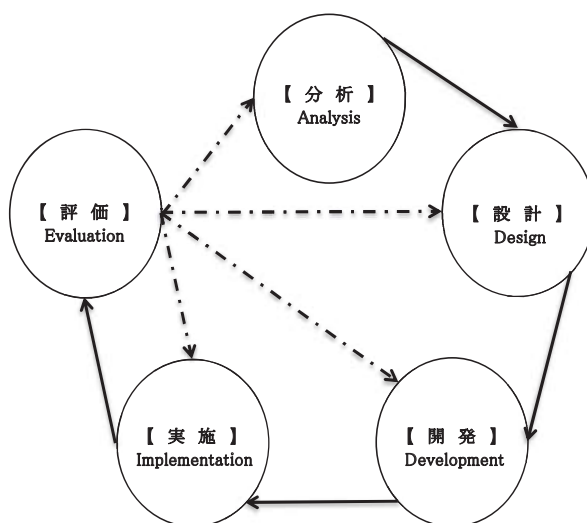 【 分 析 】
Analysis
【 設 計 】
Design
【 評 価 】
Evaluation
【 開 発 】
Development
【 実 施 】
Implementation